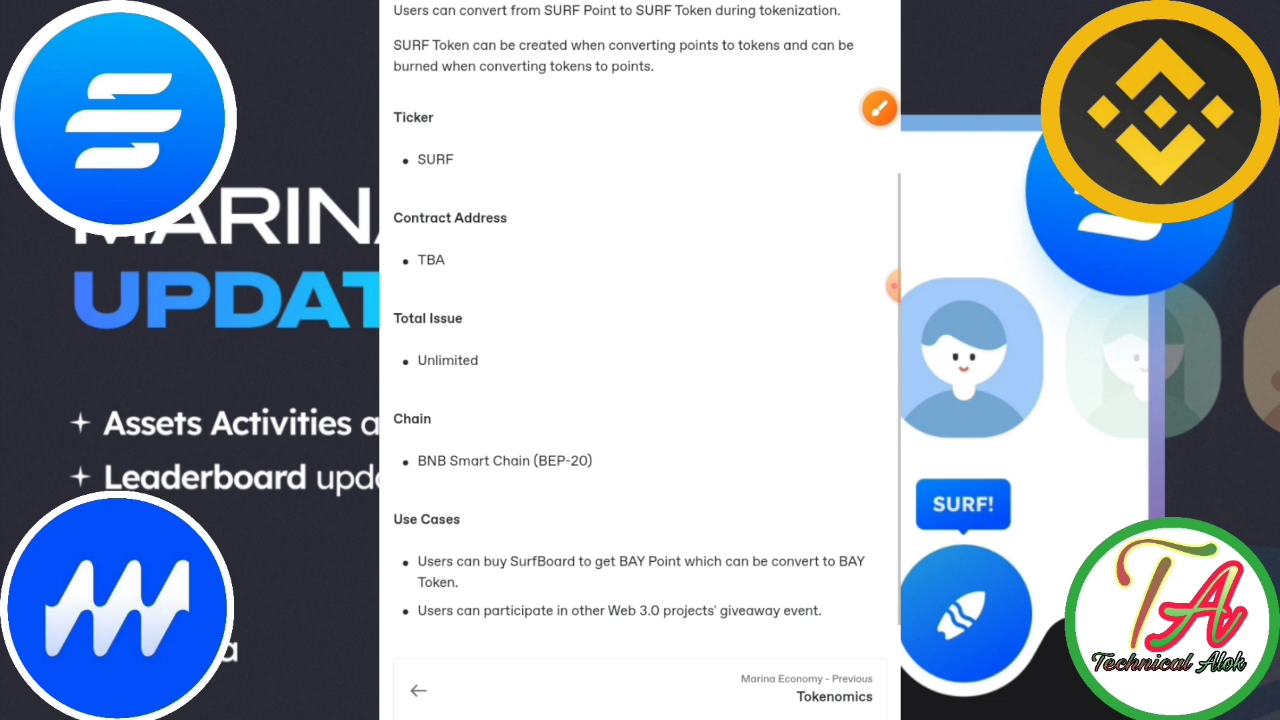 Users can convert from SURF Point to SURF Token during tokenization.
SURF Token can be created when converting points to tokens and can be
burned when converting tokens to points.
Ticker
• SURF
Contract Address
• TBA
Total Issue
• Unlimited
Chain
• BNB Smart Chain (BEP-20)
Use Cases
• Users can buy SurfBoard to get BAY Point which can be convert to BAY
Token.
• Users can participate in other Web 3.0 projects' giveaway event.
Marina Economy - Previous
Tokenomics
MARINA
UPDAT
+ Assets Activities a
+ Leaderboard upd
a
SURF!
TA
Technical Alok